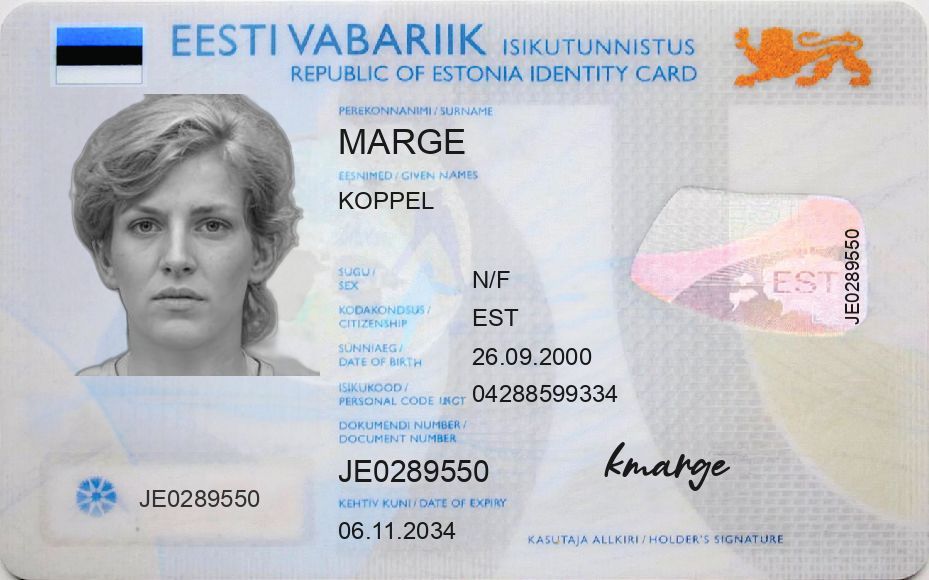 EESTI VABARIIK ISIKUTUNNISTUS
REPUBLIC OF ESTONIA IDENTITY CARD
PEREKONNANIMI / SURNAME
MARGE
EESNIMED / GIVEN NAMES
KOPPEL
SUGU /
SEX
N/F
KODAKONDSUS /
CITIZENSHIP
EST
SÜNNIAEG /
DATE OF BIRTH
26.09.2000
ISIKUKOOD /
PERSONAL CODE
04288599334
DOKUMENDI NUMBER /
DOCUMENT NUMBER
JE0289550
KEHTIV KUNI / DATE OF EXPIRY
06.11.2034
JE0289550
EST
JE0289550
kmarge
KASUTAJA ALLKIRI / HOLDER'S SIGNATURE